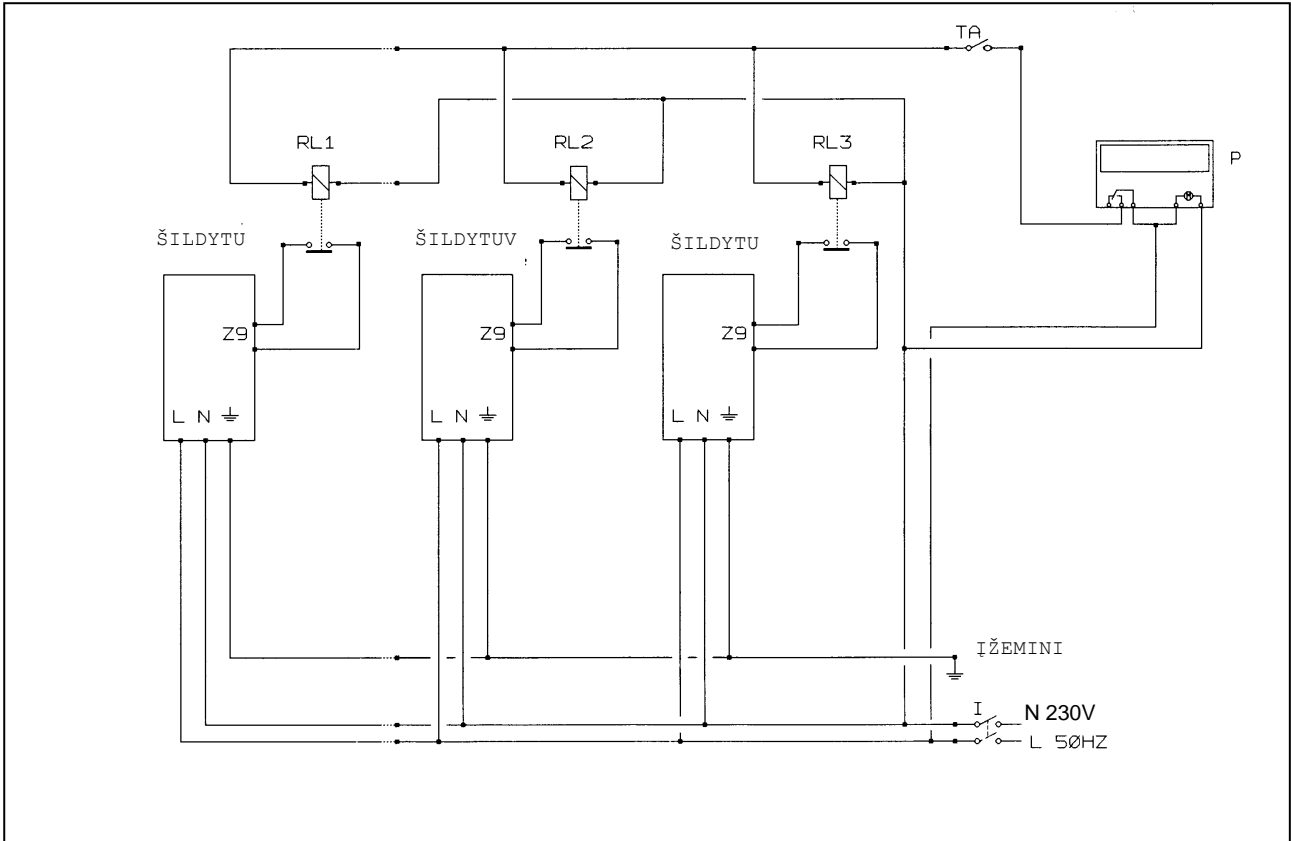 TA
RL1 RL2 RL3
P
ŠILDYTU ŠILDYTUV ŠILDYTU
Z9 Z9 Z9
L N L N L N
ĮŽEMINI
I N 230V
L 50HZ